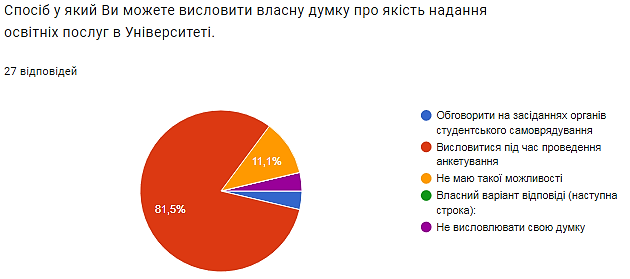 Спосіб у який Ви можете висловити власну думку про якість надання
освітніх послуг в Університеті.
27 відповідей
11,1%
81,5%
Обговорити на засіданнях органів
студентського самоврядування
Висловитися під час проведення
анкетування
Не маю такої можливості
Власний варіант відповіді (наступна
строка):
Не висловлювати свою думку